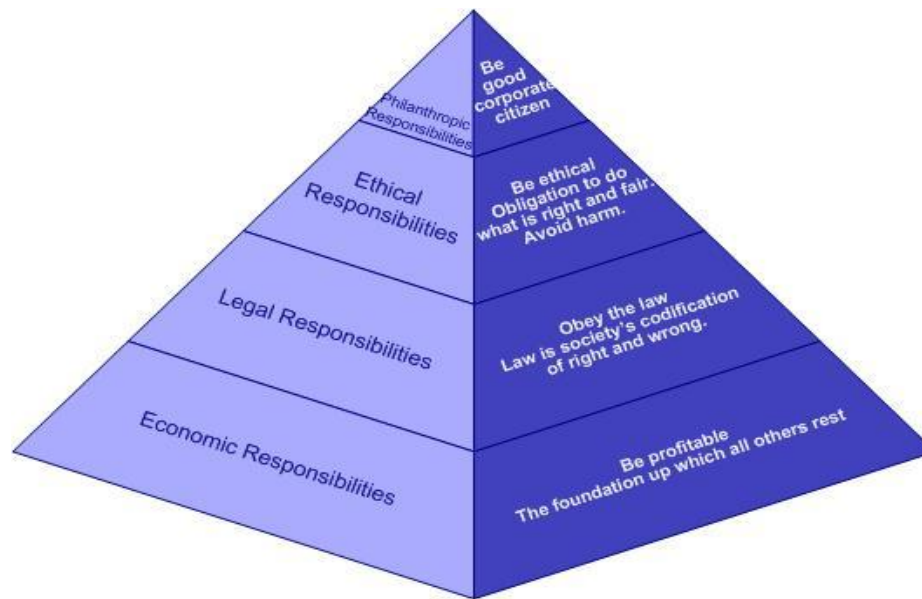 Philanthropic
Responsibilities
Be
good
corporate
citizen
Ethical
Responsibilities
Be ethical
Obligation to do
what is right and fair.
Avoid harm.
Legal Responsibilities
Obey the law
Law is society's codification
of right and wrong.
Economic Responsibilities
Be profitable
The foundation up which all others rest